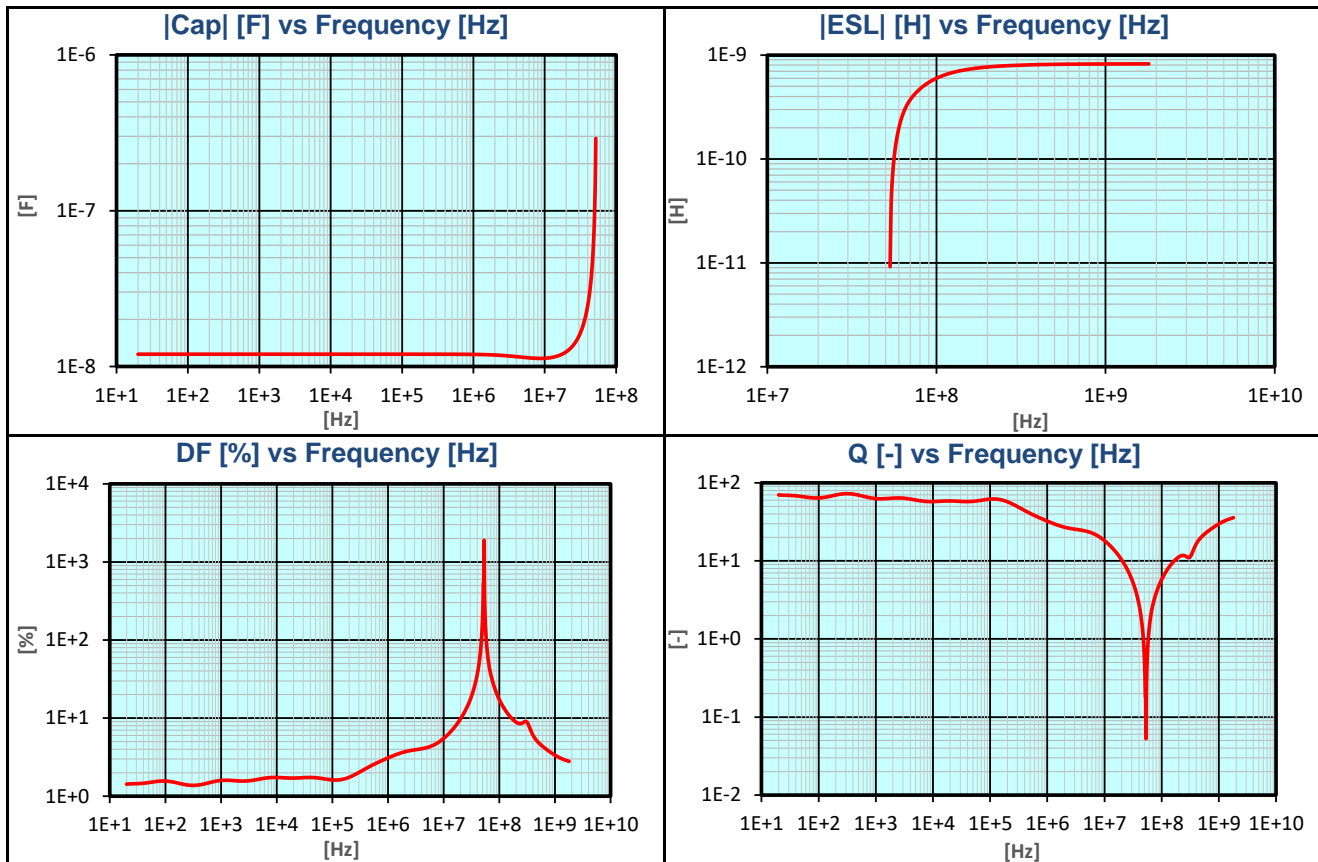 |Cap| [F] vs Frequency [Hz]
1E-6
1E-7
1E-8
[F]
1E+1 1E+2 1E+3 1E+4 1E+5 1E+6 1E+7 1E+8
[Hz]
|ESL| [H] vs Frequency [Hz]
1E-9
1E-10
1E-11
1E-12
[H]
1E+7 1E+8 1E+9 1E+10
[Hz]
DF [%] vs Frequency [Hz]
1E+4
1E+3
1E+2
1E+1
1E+0
[%]
1E+1 1E+2 1E+3 1E+4 1E+5 1E+6 1E+7 1E+8 1E+9 1E+10
[Hz]
Q [-] vs Frequency [Hz]
1E+2
1E+1
1E+0
1E-1
1E-2
[-]
1E+1 1E+2 1E+3 1E+4 1E+5 1E+6 1E+7 1E+8 1E+9 1E+10
[Hz]